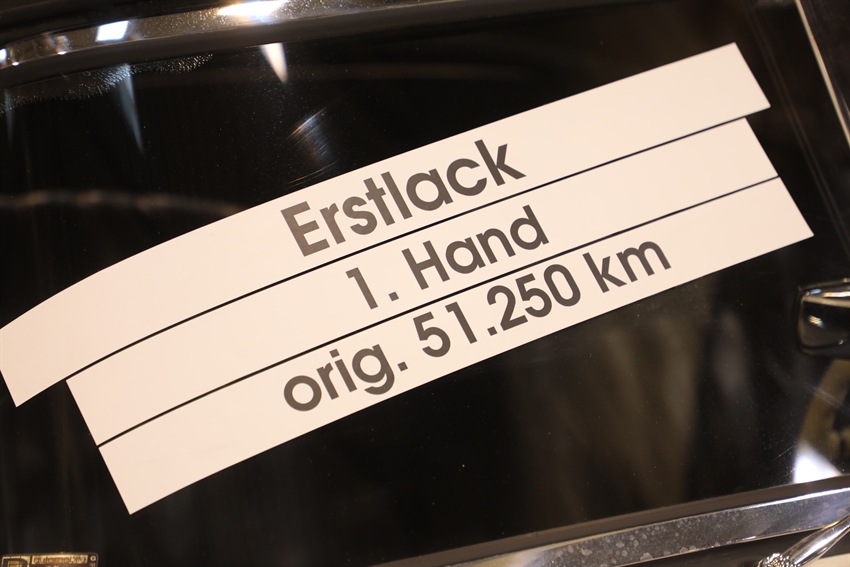 Erstlack
1. Hand
orig. 51.250 km